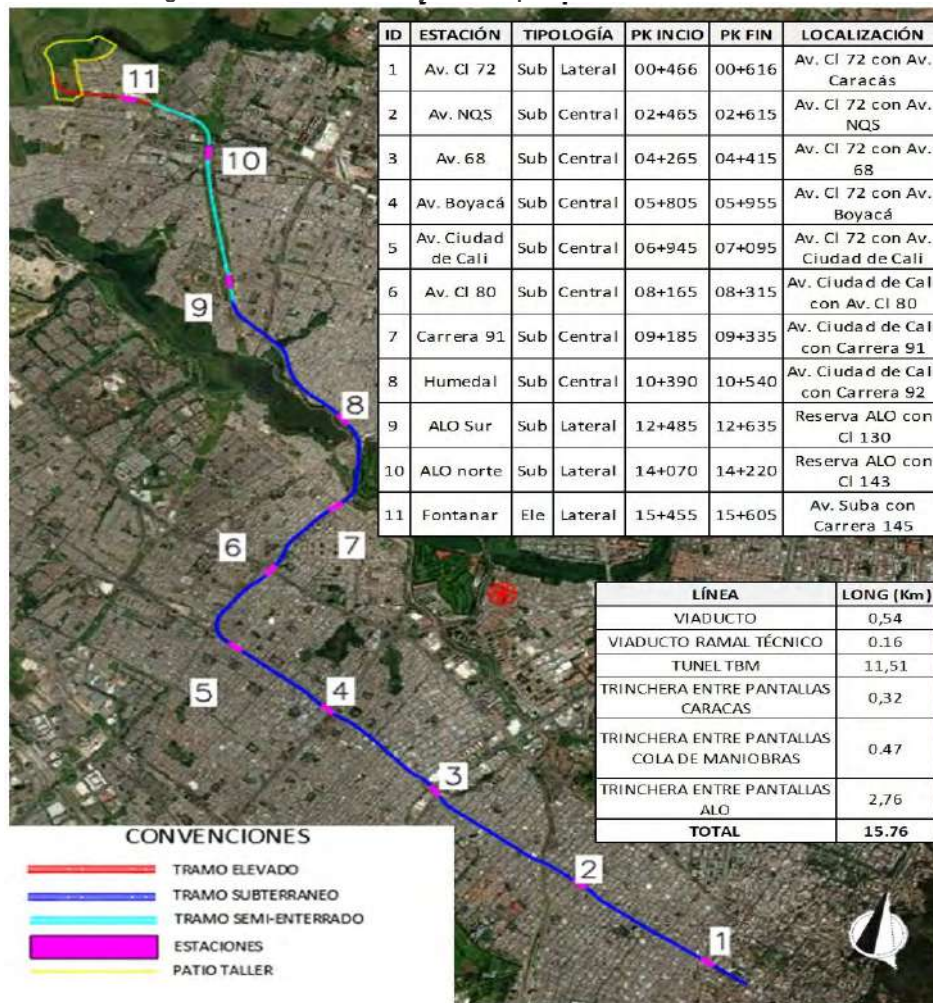 ID ESTACIÓN TIPOLOGÍA PK INCIO PK FIN LOCALIZACIÓN
1 Av. Cl 72 Sub Lateral 00+466 00+616 Av. Cl 72 con Av. Caracás
2 Av. NQS Sub Central 02+465 02+615 Av. Cl 72 con Av. NQS
3 Av. 68 Sub Central 04+265 04+415 Av. Cl 72 con Av. 68
4 Av. Boyacá Sub Central 05+805 05+955 Av. Cl 72 con Av. Boyacá
5 Av. Ciudad de Cali Sub Central 06+945 07+095 Av. Cl 72 con Av. Ciudad de Cali
6 Av. Cl 80 Sub Central 08+165 08+315 Av. Ciudad de Cal con Av. Cl 80
7 Carrera 91 Sub Central 09+185 09+335 Av. Ciudad de Cal con Carrera 91
8 Humedal Sub Central 10+390 10+540 Av. Ciudad de Cal con Carrera 92
9 ALO Sur Sub Lateral 12+485 12+635 Reserva ALO con Cl 130
10 ALO norte Sub Lateral 14+070 14+220 Reserva ALO con Cl 143
11 Fontanar Ele Lateral 15+455 15+605 Av. Suba con Carrera 145
11
10
9
8
7
6
5
4
3
2
1
LÍNEA LONG (Km)
VIADUCTO 0,54
VIADUCTO RAMAL TÉCNICO 0.16
TUNEL TBM 11,51
TRINCHERA ENTRE PANTALLAS CARACAS 0,32
TRINCHERA ENTRE PANTALLAS COLA DE MANIOBRAS 0.47
TRINCHERA ENTRE PANTALLAS ALO 2,76
TOTAL 15.76
CONVENCIONES
TRAMO ELEVADO
TRAMO SUBTERRANEO
TRAMO SEMI-ENTERRADO
ESTACIONES
PATIO TALLER